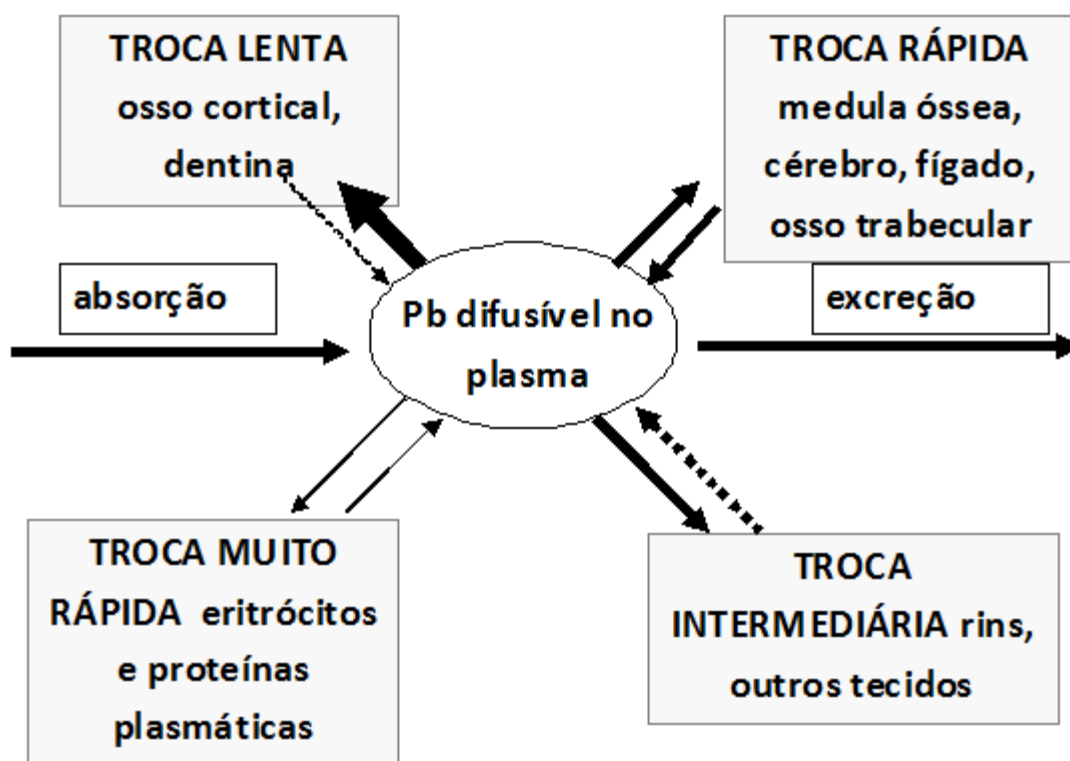 TROCA LENTA
osso cortical,
dentina
TROCA RÁPIDA
medula óssea,
cérebro, fígado,
osso trabecular
absorção
Pb difusível no
plasma
excreção
TROCA MUITO
RÁPIDA eritrócitos
e proteínas
plasmáticas
TROCA
INTERMEDIÁRIA rins,
outros tecidos